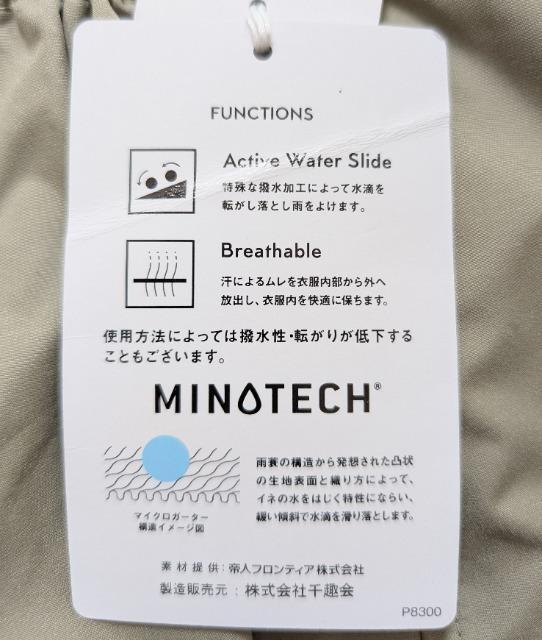 FUNCTIONS
Active Water Slide
特殊な撥水加工によって水滴を
転がし落とし雨をよけます。
Breathable
汗によるムレを衣服内部から外へ
放出し、衣服内を快適に保ちます。
使用方法によっては撥水性・転がりが低下する
こともございます。
MINOTECH®
雨蓑の構造から発想された凸状
の生地表面と織り方によって、
イネの水をはじく特性にならい、
緩い傾斜で水滴を滑り落とします。
マイクロガーター
構造イメージ図
素材提供：帝人フロンティア株式会社
製造販売元：株式会社千趣会
P8300